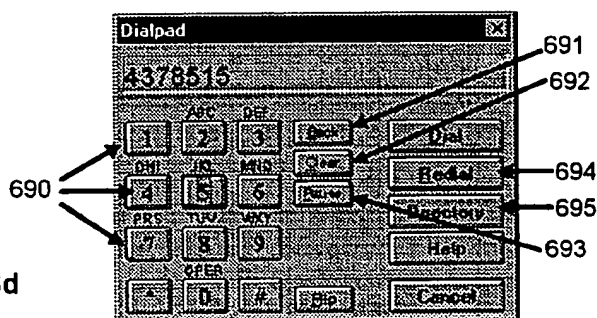 Dialpad
691
4378515
692
ABC DEF
1 2 3 Back Dial
Clear
GHI JKL MNO Redial 694
690 4 5 6 Pause
Directory 695
PRS TUV WXY
7 8 9 Help 693
OPER
d
* 0 # Flip Cancel